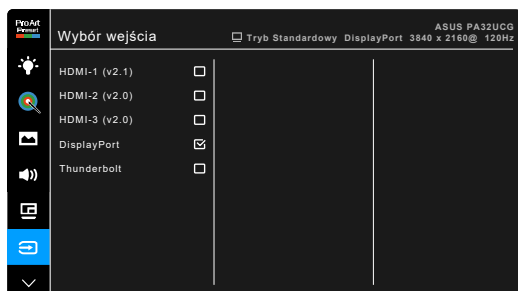 ProArt
Preset
Wybór wejścia
ASUS PA32UCG
Tryb Standardowy DisplayPort 3840 x 2160@ 120Hz
HDMI-1 (v2.1)
HDMI-2 (v2.0)
HDMI-3 (v2.0)
DisplayPort
Thunderbolt